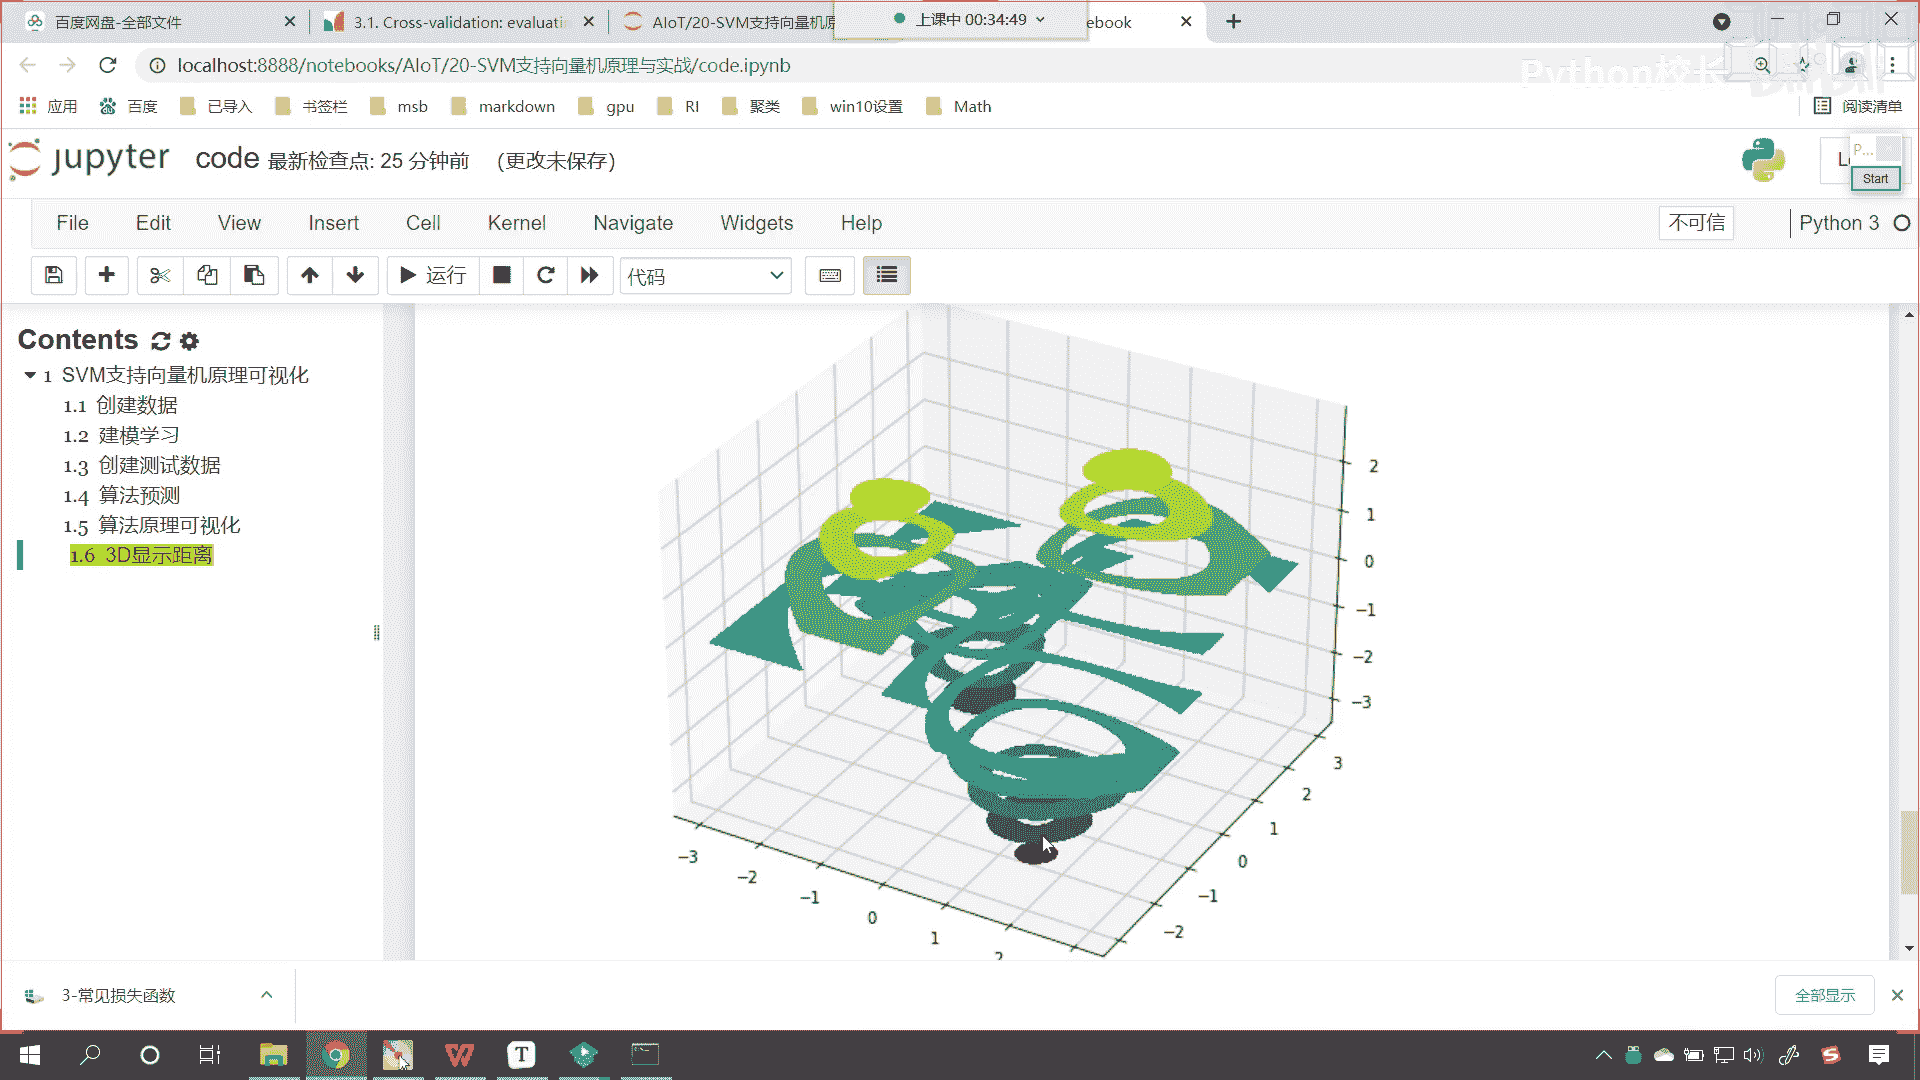 百度网盘-全部文件
3.1. Cross-validation: evaluati
AIoT/20-SVM支持向量机原
上课中 00:34:49
ebook
localhost:8888/notebooks/AIoT/20-SVM支持向量机原理与实战/code.ipynb
Python校长
应用 百度 已导入 书签栏 msb markdown gpu RI 聚类 win10设置 Math 阅读清单
jupyter code 最新检查点: 25 分钟前 (更改未保存)
P...
Start
File Edit View Insert Cell Kernel Navigate Widgets Help 不可信 Python 3
运行 代码
Contents
1 SVM支持向量机原理可视化
1.1 创建数据
1.2 建模学习
1.3 创建测试数据
1.4 算法预测
1.5 算法原理可视化
1.6 3D显示距离
2
1
0
−1
−2
−3
3
2
1
0
−1
−2
−3
−2
−1
0
1
2
3-常见损失函数
全部显示